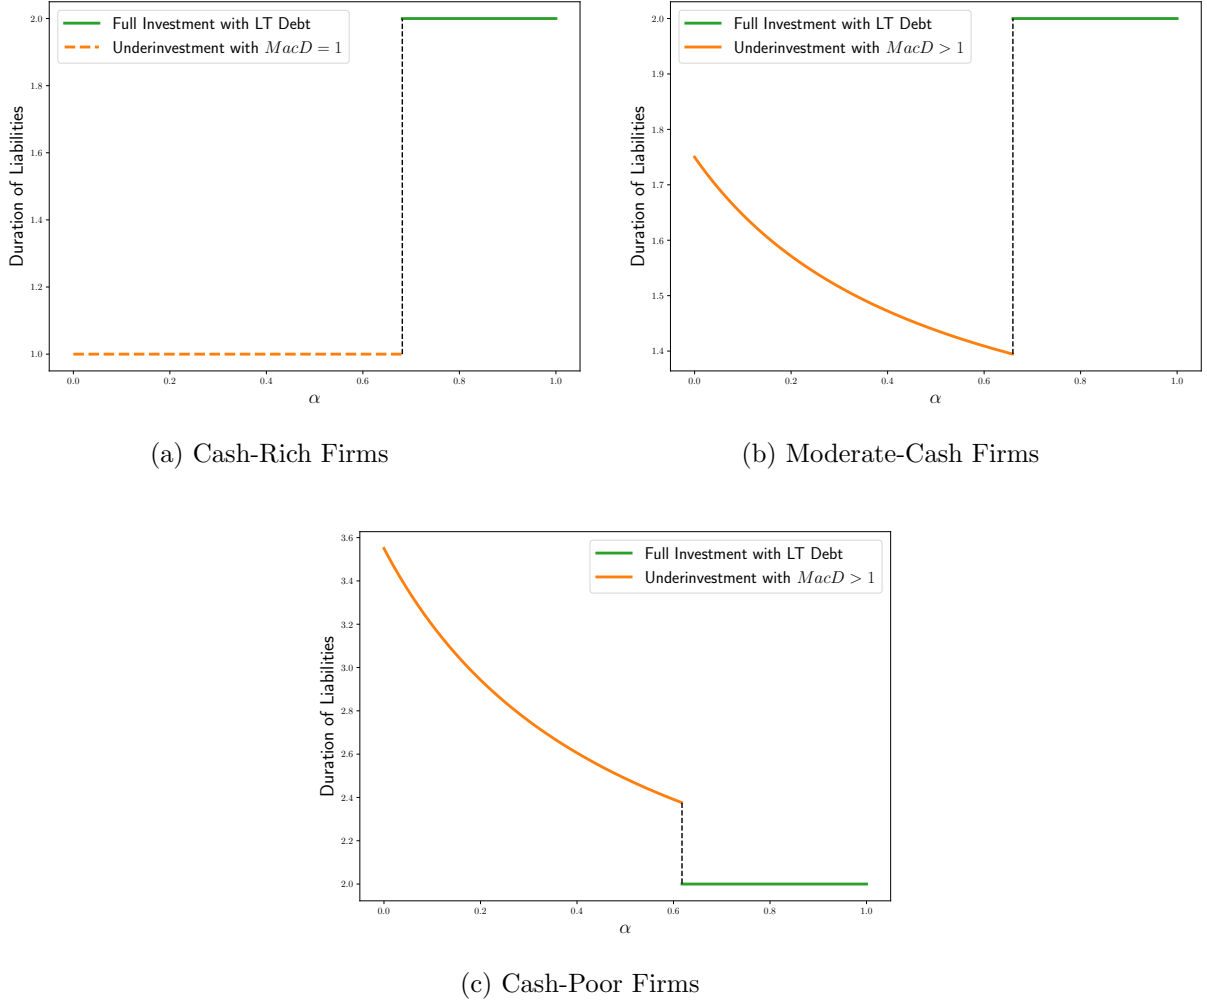 Full Investment with LT Debt
Underinvestment with MacD = 1
Duration of Liabilities
2.0
1.8
1.6
1.4
1.2
1.0
0.0 0.2 0.4 0.6 0.8 1.0
α
(a) Cash-Rich Firms
Full Investment with LT Debt
Underinvestment with MacD > 1
Duration of Liabilities
2.0
1.9
1.8
1.7
1.6
1.5
1.4
0.0 0.2 0.4 0.6 0.8 1.0
α
(b) Moderate-Cash Firms
Full Investment with LT Debt
Underinvestment with MacD > 1
Duration of Liabilities
3.6
3.4
3.2
3.0
2.8
2.6
2.4
2.2
2.0
0.0 0.2 0.4 0.6 0.8 1.0
α
(c) Cash-Poor Firms